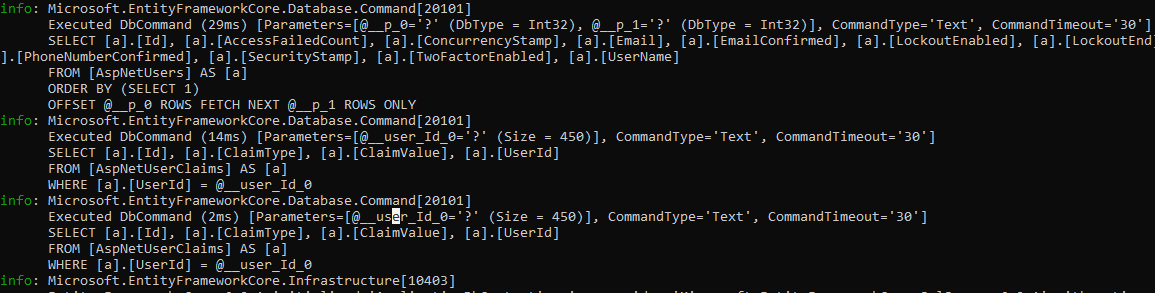 info: Microsoft.EntityFrameworkCore.Database.Command[20101]
Executed DbCommand (29ms) [Parameters=[@__p_0='?' (DbType = Int32), @__p_1='?' (DbType = Int32)], CommandType='Text', CommandTimeout='30']
SELECT [a].[Id], [a].[AccessFailedCount], [a].[ConcurrencyStamp], [a].[Email], [a].[EmailConfirmed], [a].[LockoutEnabled], [a].[LockoutEnd]
].[PhoneNumberConfirmed], [a].[SecurityStamp], [a].[TwoFactorEnabled], [a].[UserName]
FROM [AspNetUsers] AS [a]
ORDER BY (SELECT 1)
OFFSET @__p_0 ROWS FETCH NEXT @__p_1 ROWS ONLY
info: Microsoft.EntityFrameworkCore.Database.Command[20101]
Executed DbCommand (14ms) [Parameters=[@__user_Id_0='?' (Size = 450)], CommandType='Text', CommandTimeout='30']
SELECT [a].[Id], [a].[ClaimType], [a].[ClaimValue], [a].[UserId]
FROM [AspNetUserClaims] AS [a]
WHERE [a].[UserId] = @__user_Id_0
info: Microsoft.EntityFrameworkCore.Database.Command[20101]
Executed DbCommand (2ms) [Parameters=[@__user_Id_0='?' (Size = 450)], CommandType='Text', CommandTimeout='30']
SELECT [a].[Id], [a].[ClaimType], [a].[ClaimValue], [a].[UserId]
FROM [AspNetUserClaims] AS [a]
WHERE [a].[UserId] = @__user_Id_0
info: Microsoft.EntityFrameworkCore.Infrastructure[10403]